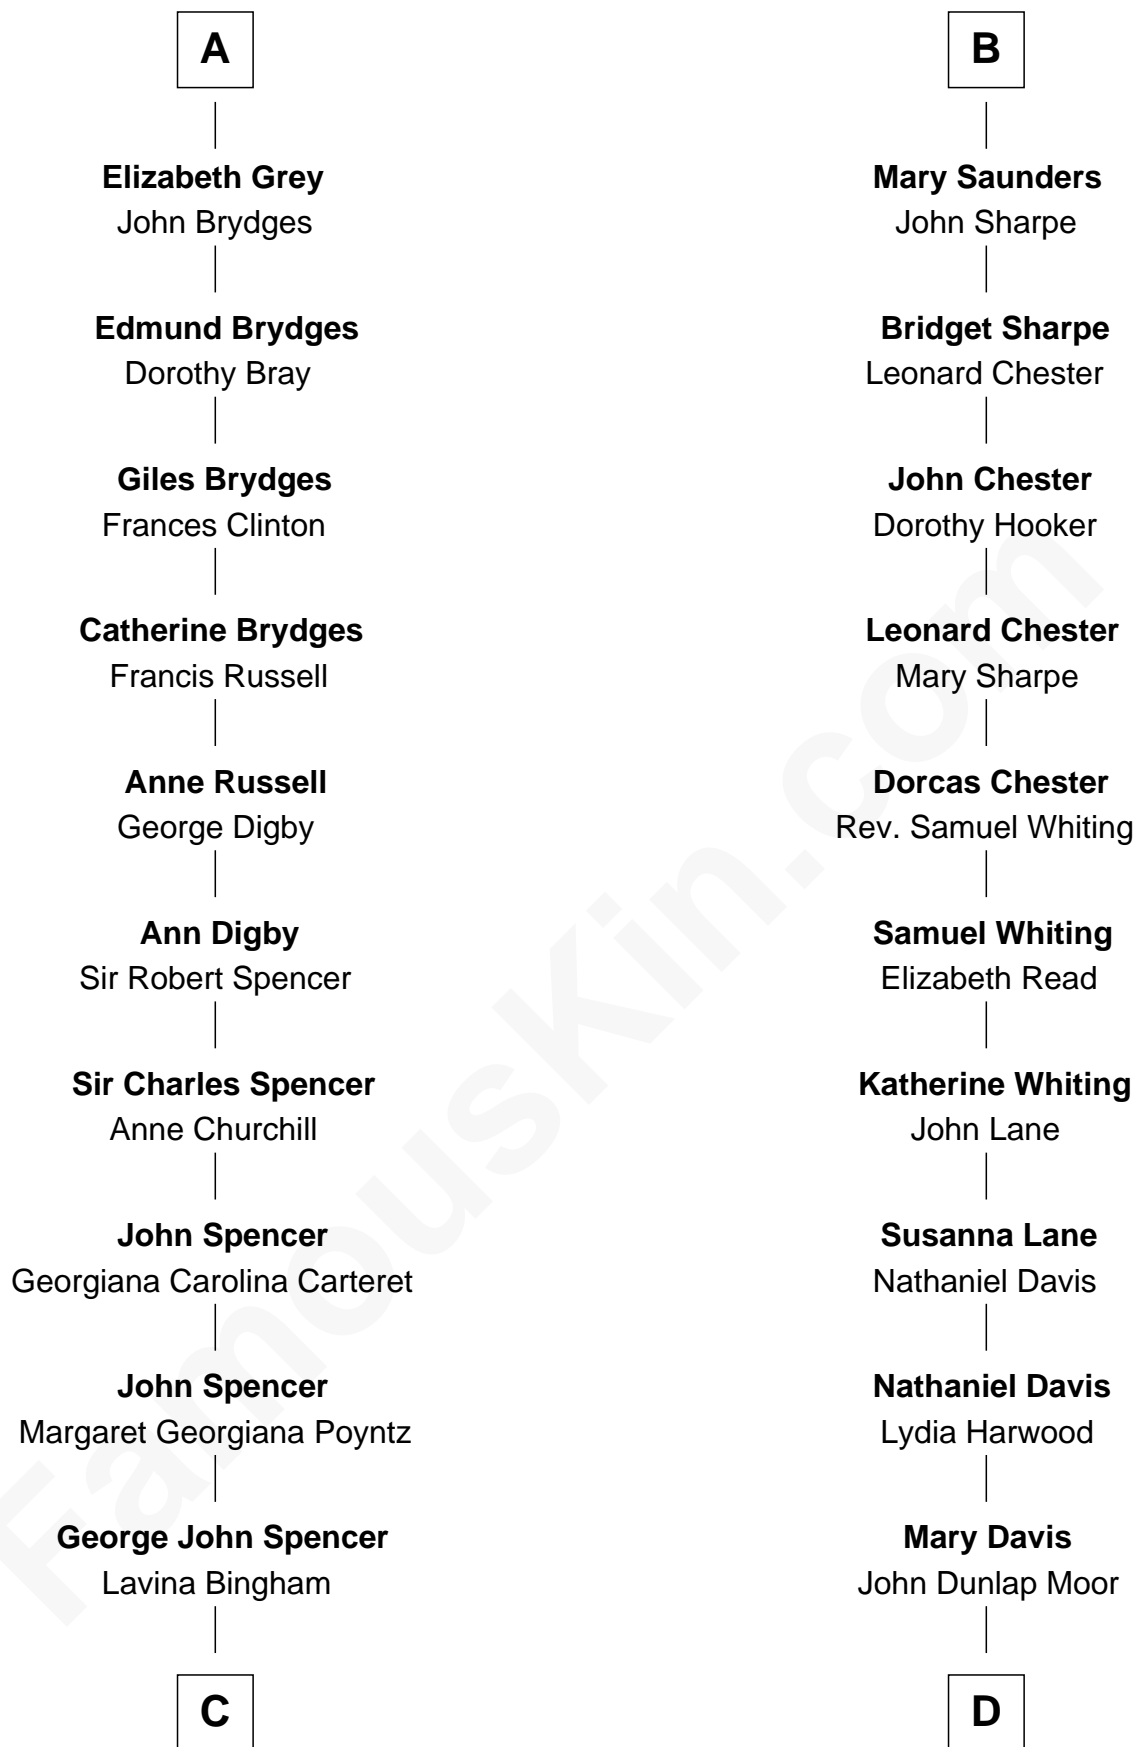 A
Elizabeth Grey
John Brydges
Edmund Brydges
Dorothy Bray
Giles Brydges
Frances Clinton
Catherine Brydges
Francis Russell
Anne Russell
George Digby
Ann Digby
Sir Robert Spencer
Sir Charles Spencer
Anne Churchill
John Spencer
Georgiana Carolina Carteret
John Spencer
Margaret Georgiana Poyntz
George John Spencer
Lavina Bingham
C
B
Mary Saunders
John Sharpe
Bridget Sharpe
Leonard Chester
John Chester
Dorothy Hooker
Leonard Chester
Mary Sharpe
Dorcas Chester
Rev. Samuel Whiting
Samuel Whiting
Elizabeth Read
Katherine Whiting
John Lane
Susanna Lane
Nathaniel Davis
Nathaniel Davis
Lydia Harwood
Mary Davis
John Dunlap Moor
D
FamousKin.com